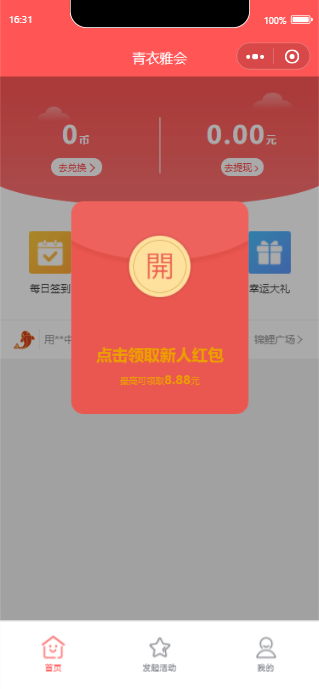 16:31
100%
青衣雅会
0币
0.00元
去兑换
去提现
開
每日签到
幸运大礼
点击领取新人红包
最高可领取8.88元
用**中
锦鲤广场
首页
发起活动
我的